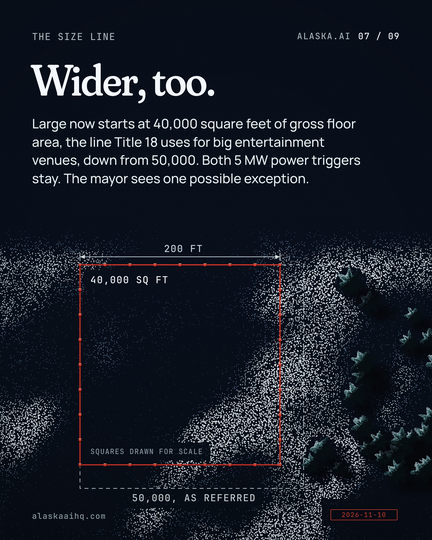 THE SIZE LINE
ALASKA.AI 07 / 09
Wider, too.
Large now starts at 40,000 square feet of gross floor
area, the line Title 18 uses for big entertainment
venues, down from 50,000. Both 5 MW power triggers
stay. The mayor sees one possible exception.
200 FT
40,000 SQ FT
SQUARES DRAWN FOR SCALE
50,000, AS REFERRED
alaskaaihq.com
2026-11-10